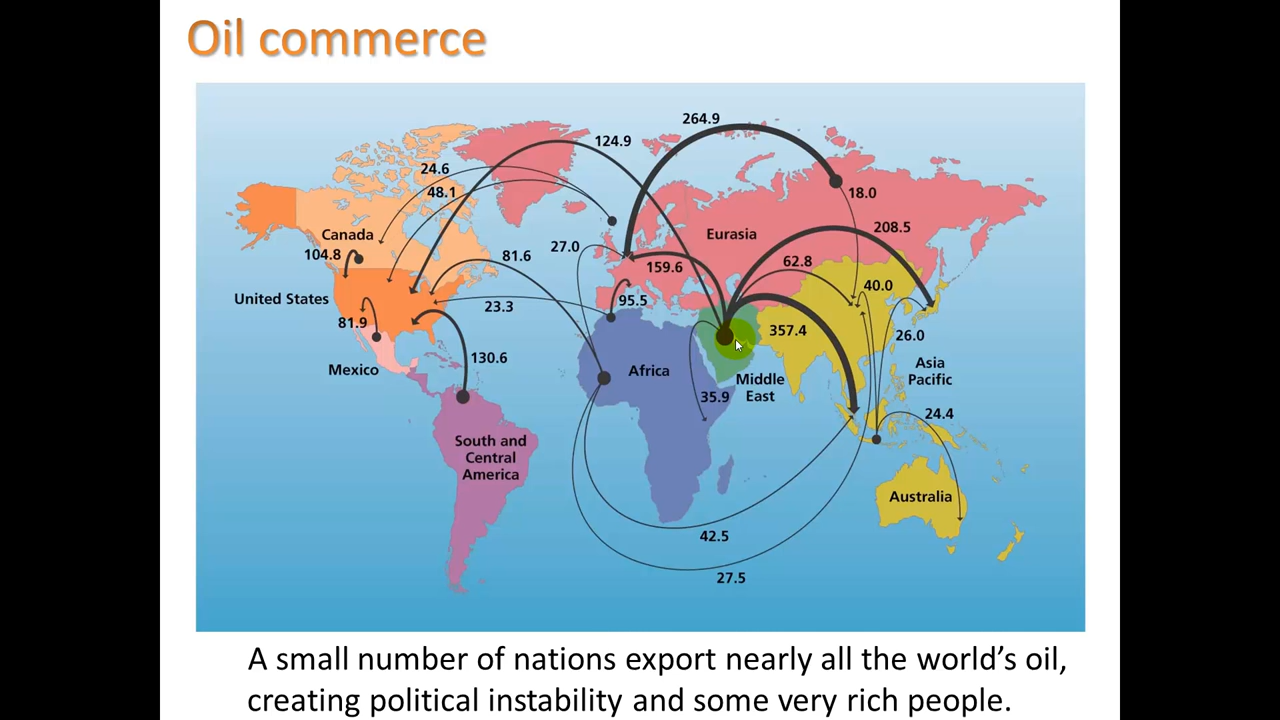 Oil commerce
264.9
124.9
24.6
18.0
48.1
208.5
Canada
Eurasia
27.0
104.8
81.6
62.8
159.6
40.0
United States
95.5
23.3
81.9
357.4
26.0
130.6
Mexico
Africa
Asia
Pacific
Middle
East
35.9
24.4
South and
Central
America
Australia
42.5
27.5
A small number of nations export nearly all the world’s oil,
creating political instability and some very rich people.